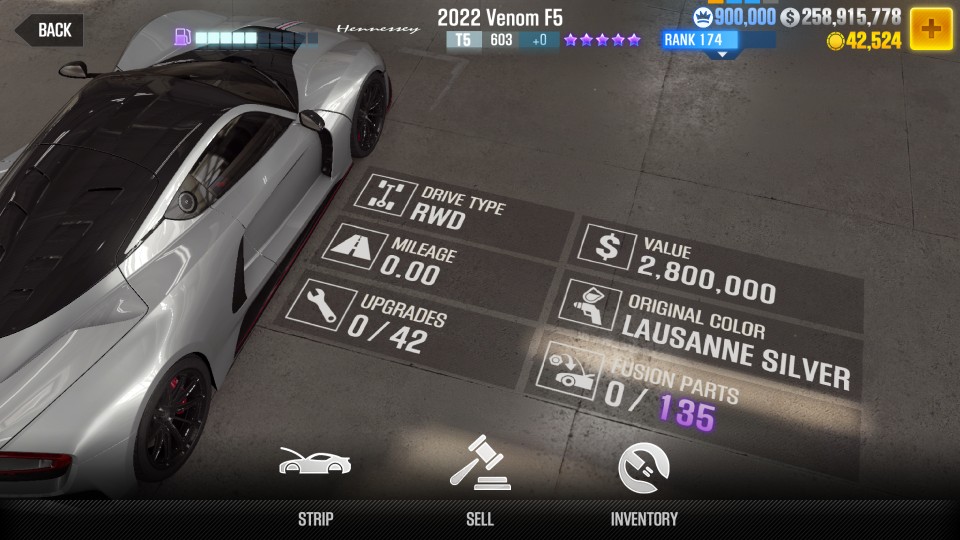 BACK
Hennessey
2022 Venom F5
T5 603 +0
900,000 258,915,778
RANK 174
42,524
DRIVE TYPE
RWD
MILEAGE
0.00
UPGRADES
0/42
VALUE
2,800,000
ORIGINAL COLOR
LAUSANNE SILVER
FUSION PARTS
0/135
STRIP
SELL
INVENTORY